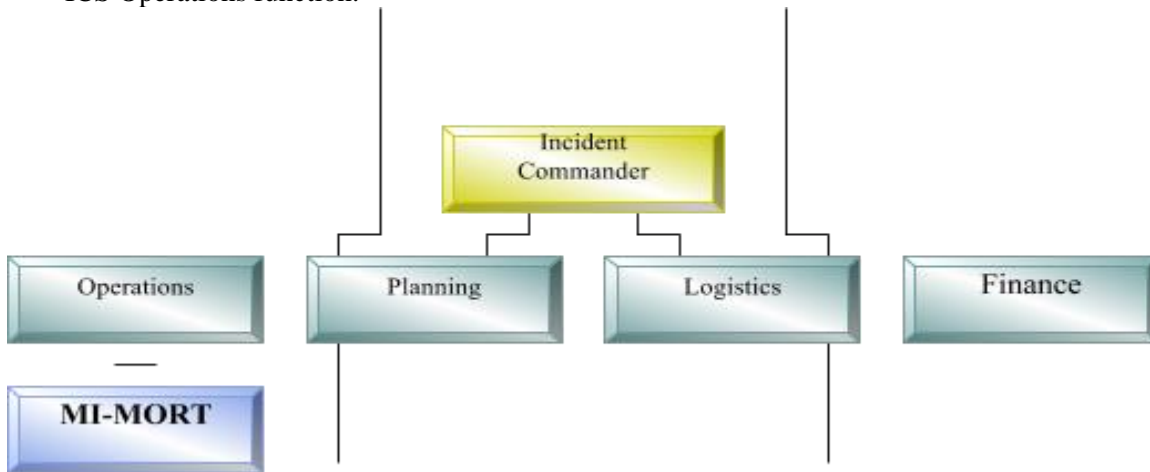 ICS Operations function.
Incident
Commander
Operations
Planning
Logistics
Finance
MI-MORT